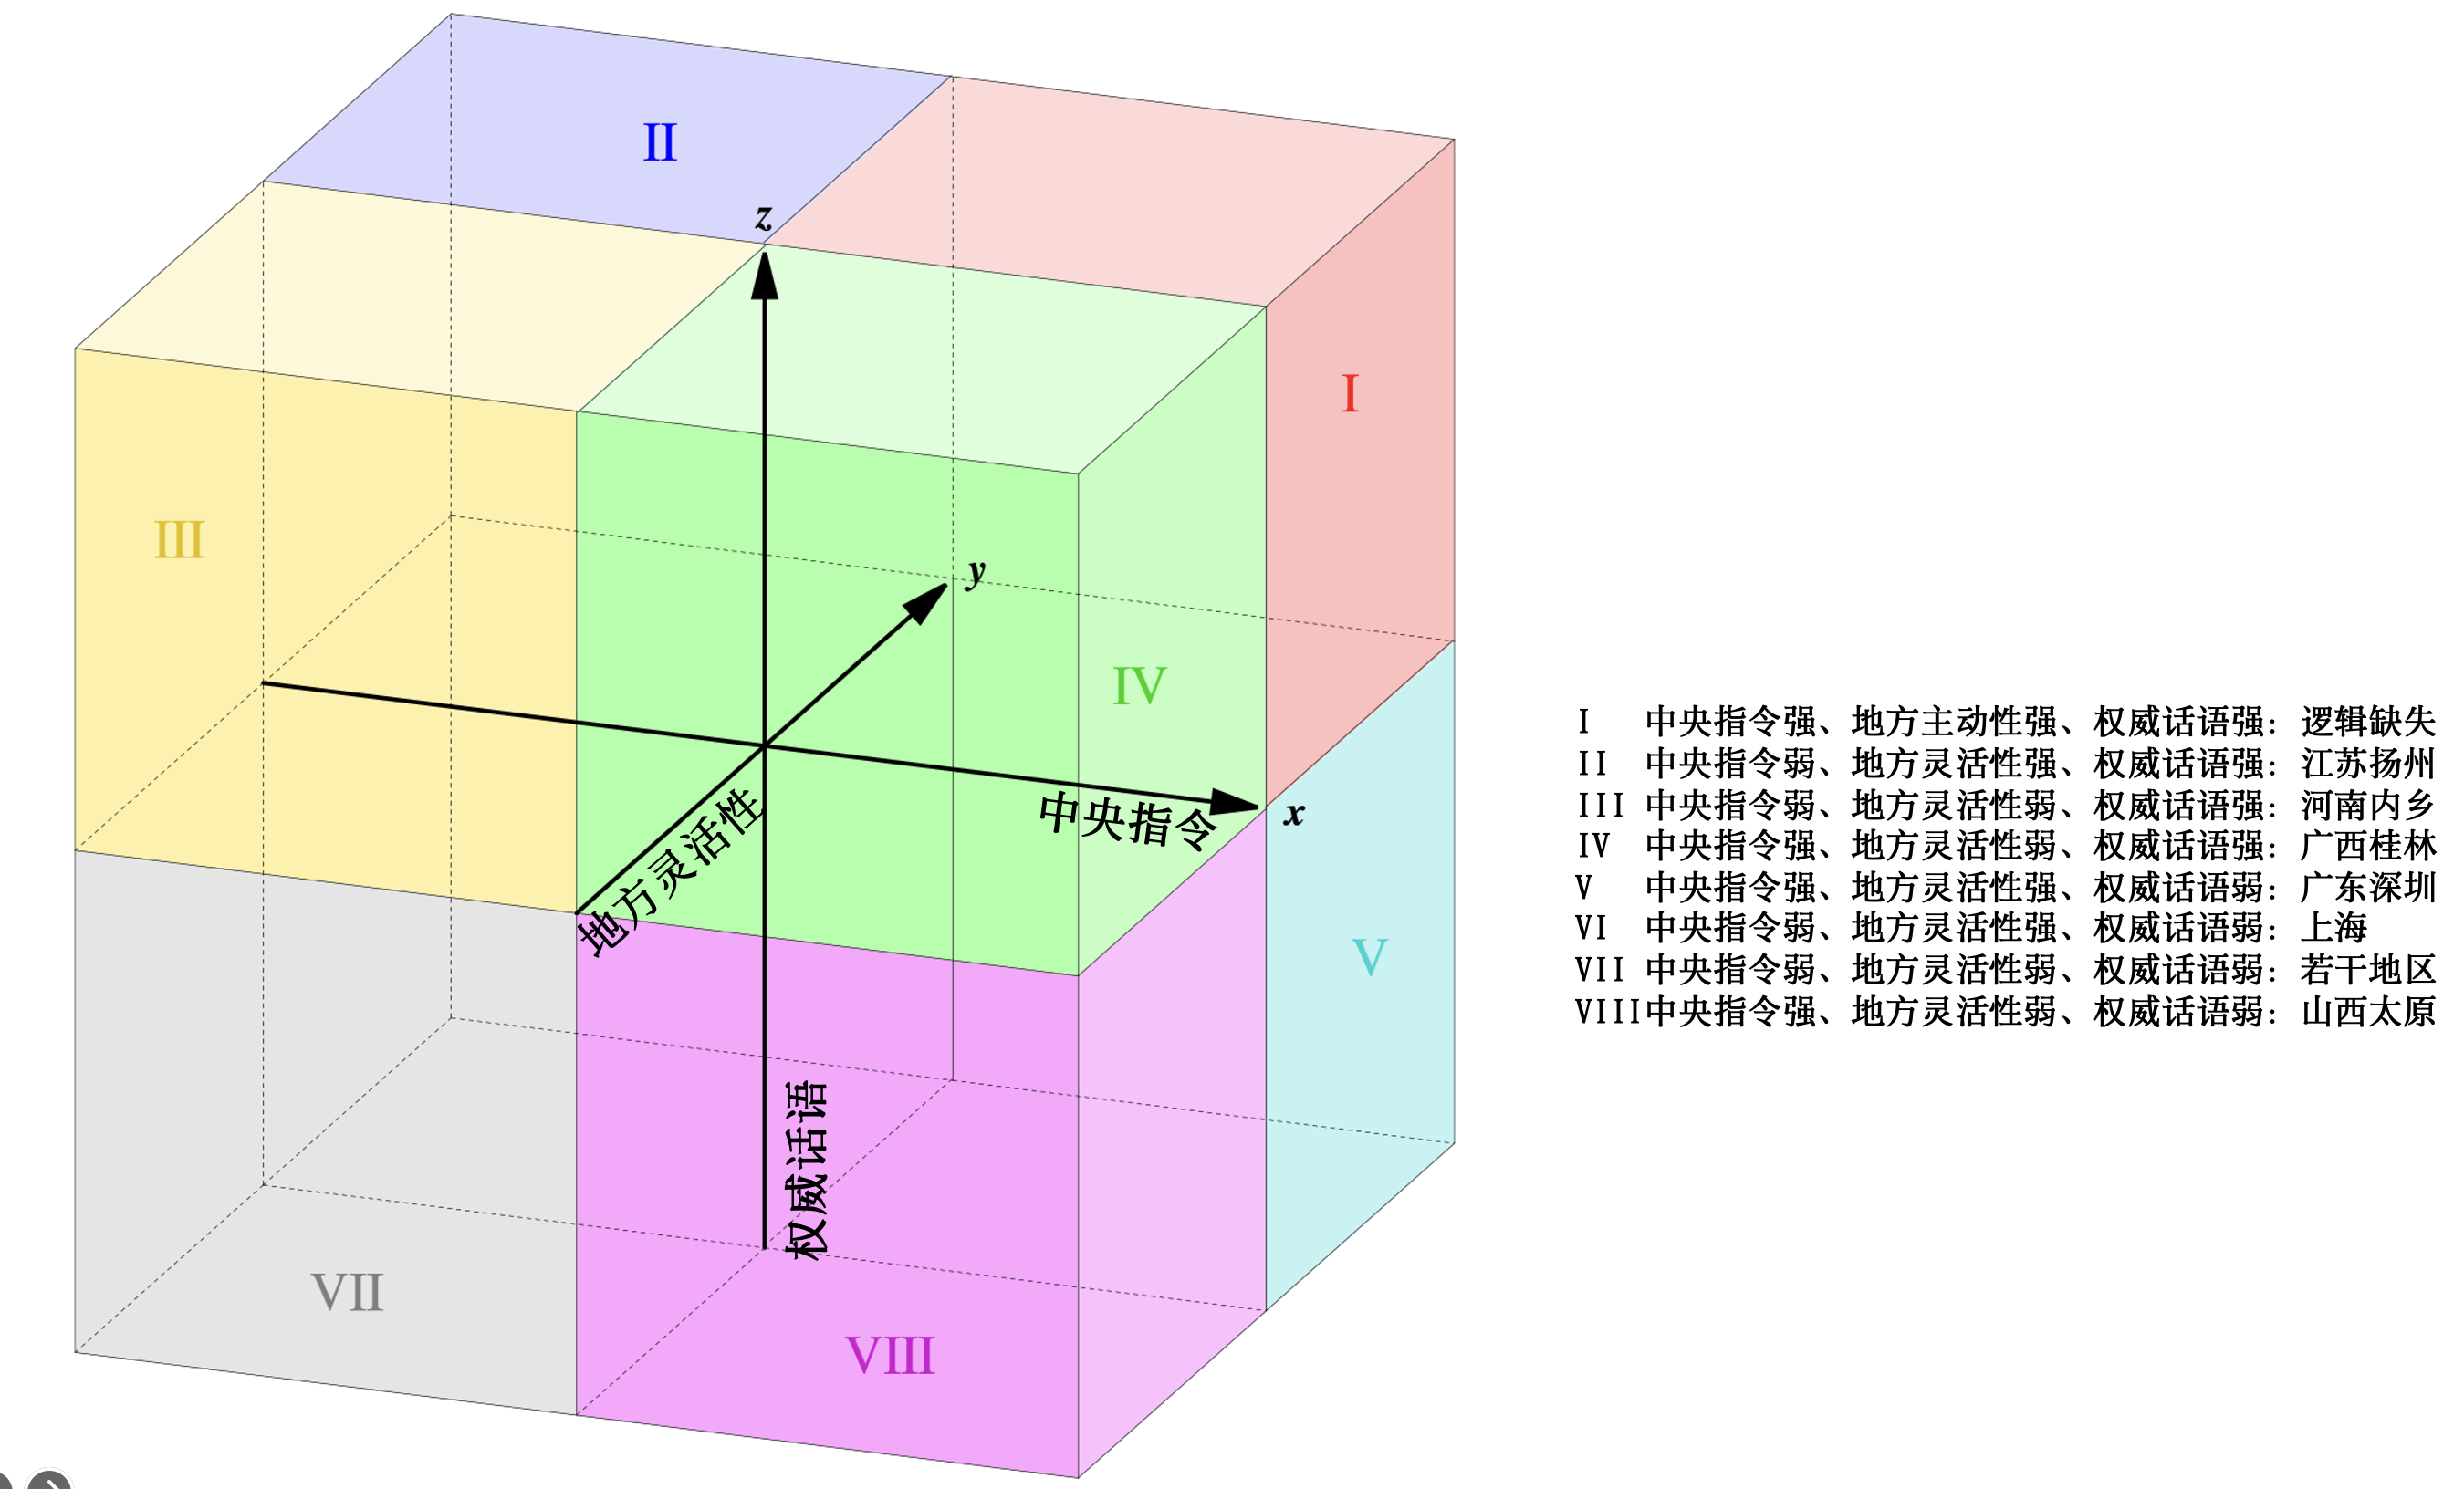 II
z
I
III
y
IV
x
中央指令
地方灵活性
V
权威话语
VII
VIII
I 中央指令强、地方主动性强、权威话语强：逻辑缺失
II 中央指令弱、地方灵活性强、权威话语强：江苏扬州
III 中央指令弱、地方灵活性弱、权威话语强：河南内乡
IV 中央指令强、地方灵活性弱、权威话语强：广西桂林
V 中央指令强、地方灵活性强、权威话语弱：广东深圳
VI 中央指令弱、地方灵活性强、权威话语弱：上海
VII 中央指令弱、地方灵活性弱、权威话语弱：若干地区
VIII 中央指令强、地方灵活性弱、权威话语弱：山西太原